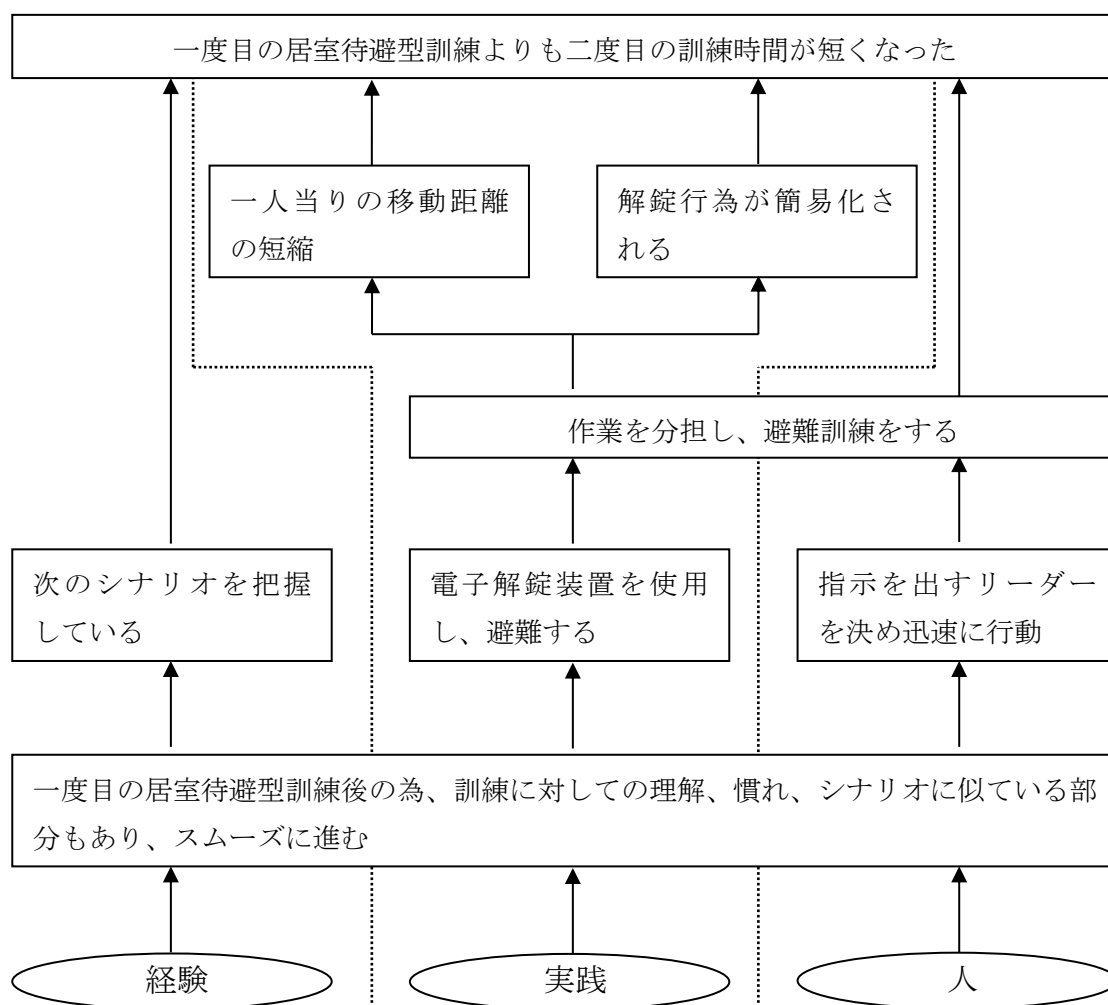 一度目の居室待避型訓練よりも二度目の訓練時間が短くなった
一人当りの移動距離
の短縮
解錠行為が簡易化さ
れる
作業を分担し、避難訓練をする
次のシナリオを把握
している
電子解錠装置を使用
し、避難する
指示を出すリーダー
を決め迅速に行動
一度目の居室待避型訓練後の為、訓練に対しての理解、慣れ、シナリオに似ている部
分もあり、スムーズに進む
経験
実践
人